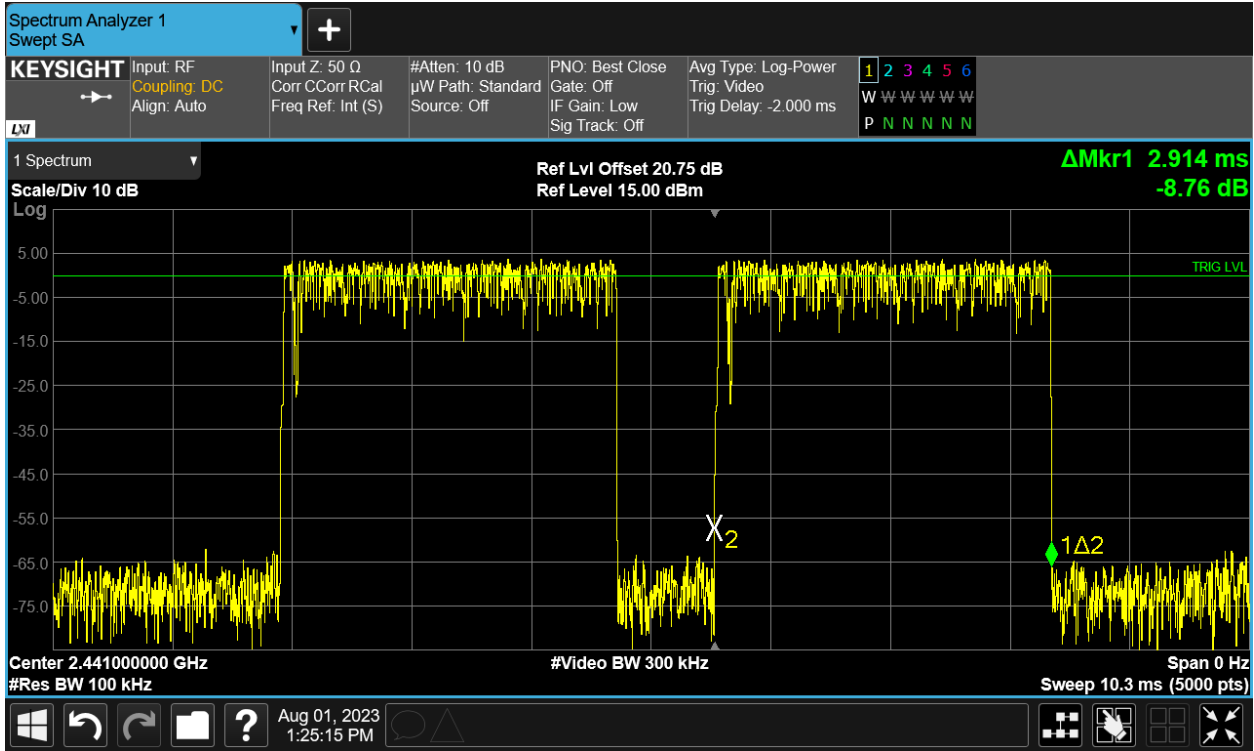 Spectrum Analyzer 1
Swept SA
KEYSIGHT
LXI
Input: RF
Coupling: DC
Align: Auto
Input Z: 50 Ω
Corr CCorr RCal
Freq Ref: Int (S)
#Atten: 10 dB
µW Path: Standard
Source: Off
PNO: Best Close
Gate: Off
IF Gain: Low
Sig Track: Off
Avg Type: Log-Power
Trig: Video
Trig Delay: -2.000 ms
1 2 3 4 5 6
W W W W W W
P N N N N N
1 Spectrum
Scale/Div 10 dB
Log
Ref Lvl Offset 20.75 dB
Ref Level 15.00 dBm
ΔMkr1 2.914 ms
-8.76 dB
5.00
-5.00
-15.0
-25.0
-35.0
-45.0
-55.0
-65.0
-75.0
TRIG LVL
X2
1Δ2
Center 2.441000000 GHz
#Res BW 100 kHz
#Video BW 300 kHz
Span 0 Hz
Sweep 10.3 ms (5000 pts)
?
Aug 01, 2023
1:25:15 PM